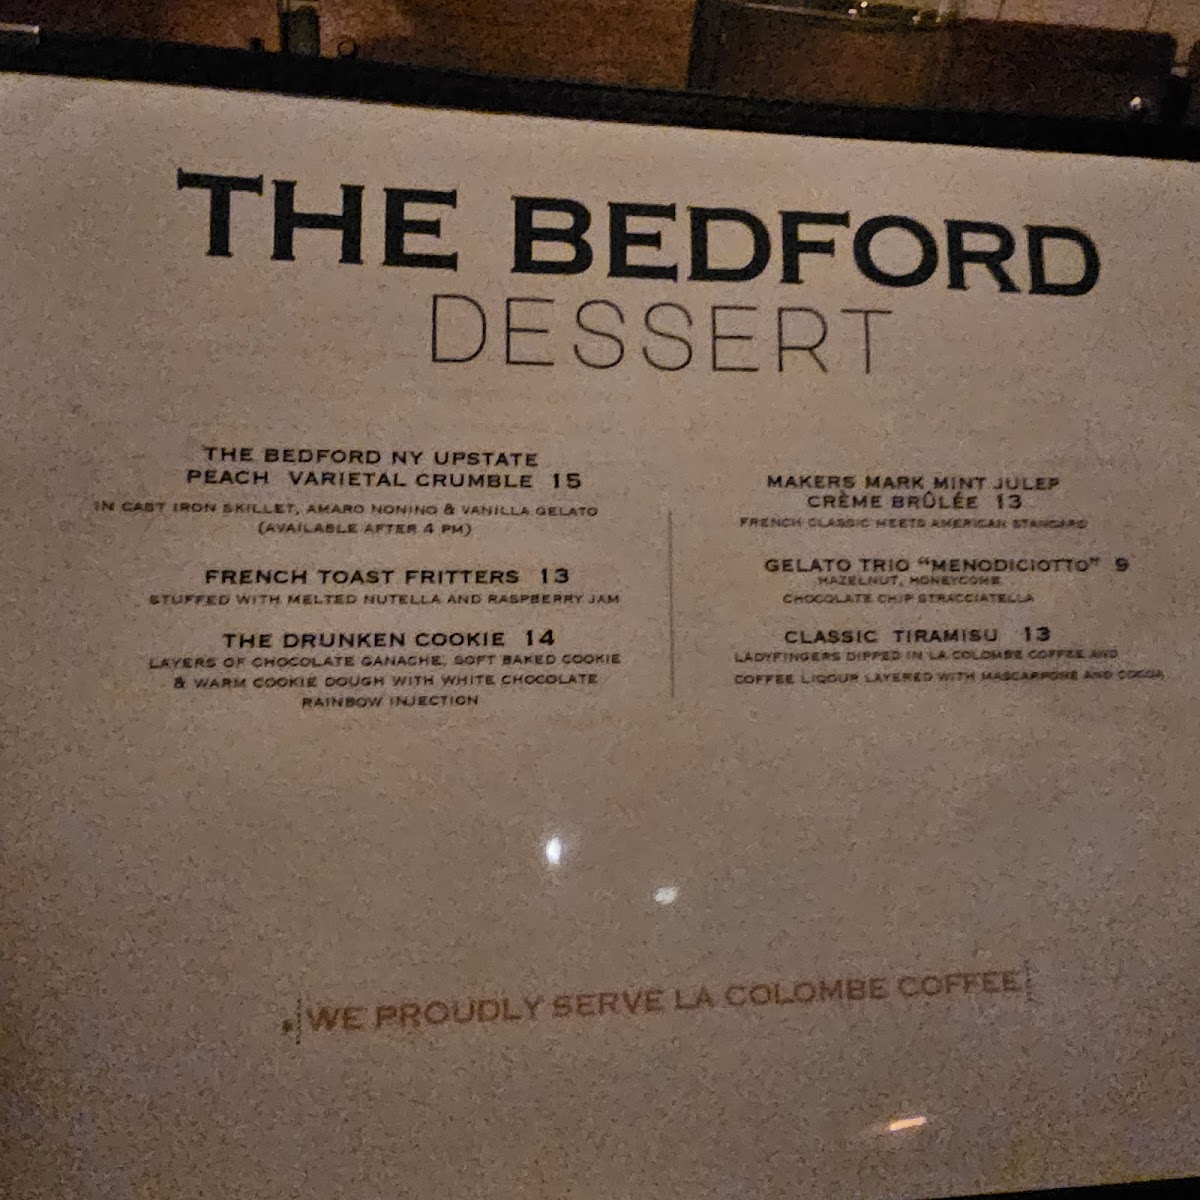 THE BEDFORD
DESSERT
THE BEDFORD NY UPSTATE
PEACH VARIETAL CRUMBLE 15
IN CAST IRON SKILLET, AMARO NONINO & VANILLA GELATO
(AVAILABLE AFTER 4 PM)
FRENCH TOAST FRITTERS 13
STUFFED WITH MELTED NUTELLA AND RASPBERRY JAM
THE DRUNKEN COOKIE 14
LAYERS OF CHOCOLATE GANACHE, SOFT BAKED COOKIE
& WARM COOKIE DOUGH WITH WHITE CHOCOLATE
RAINBOW INJECTION
MAKERS MARK MINT JULEP
CRÈME BRÛLÉE 13
FRENCH CLASSIC MEETS AMERICAN STANDARD
GELATO TRIO "MENODICIOTTO" 9
HAZELNUT, HONEYCOMB
CHOCOLATE CHIP STRACCIATELLA
CLASSIC TIRAMISU 13
LADYFINGERS DIPPED IN LA COLOMBE COFFEE AND
COFFEE LIQOUR LAYERED WITH MASCARPONE AND COCOA
WE PROUDLY SERVE LA COLOMBE COFFEE